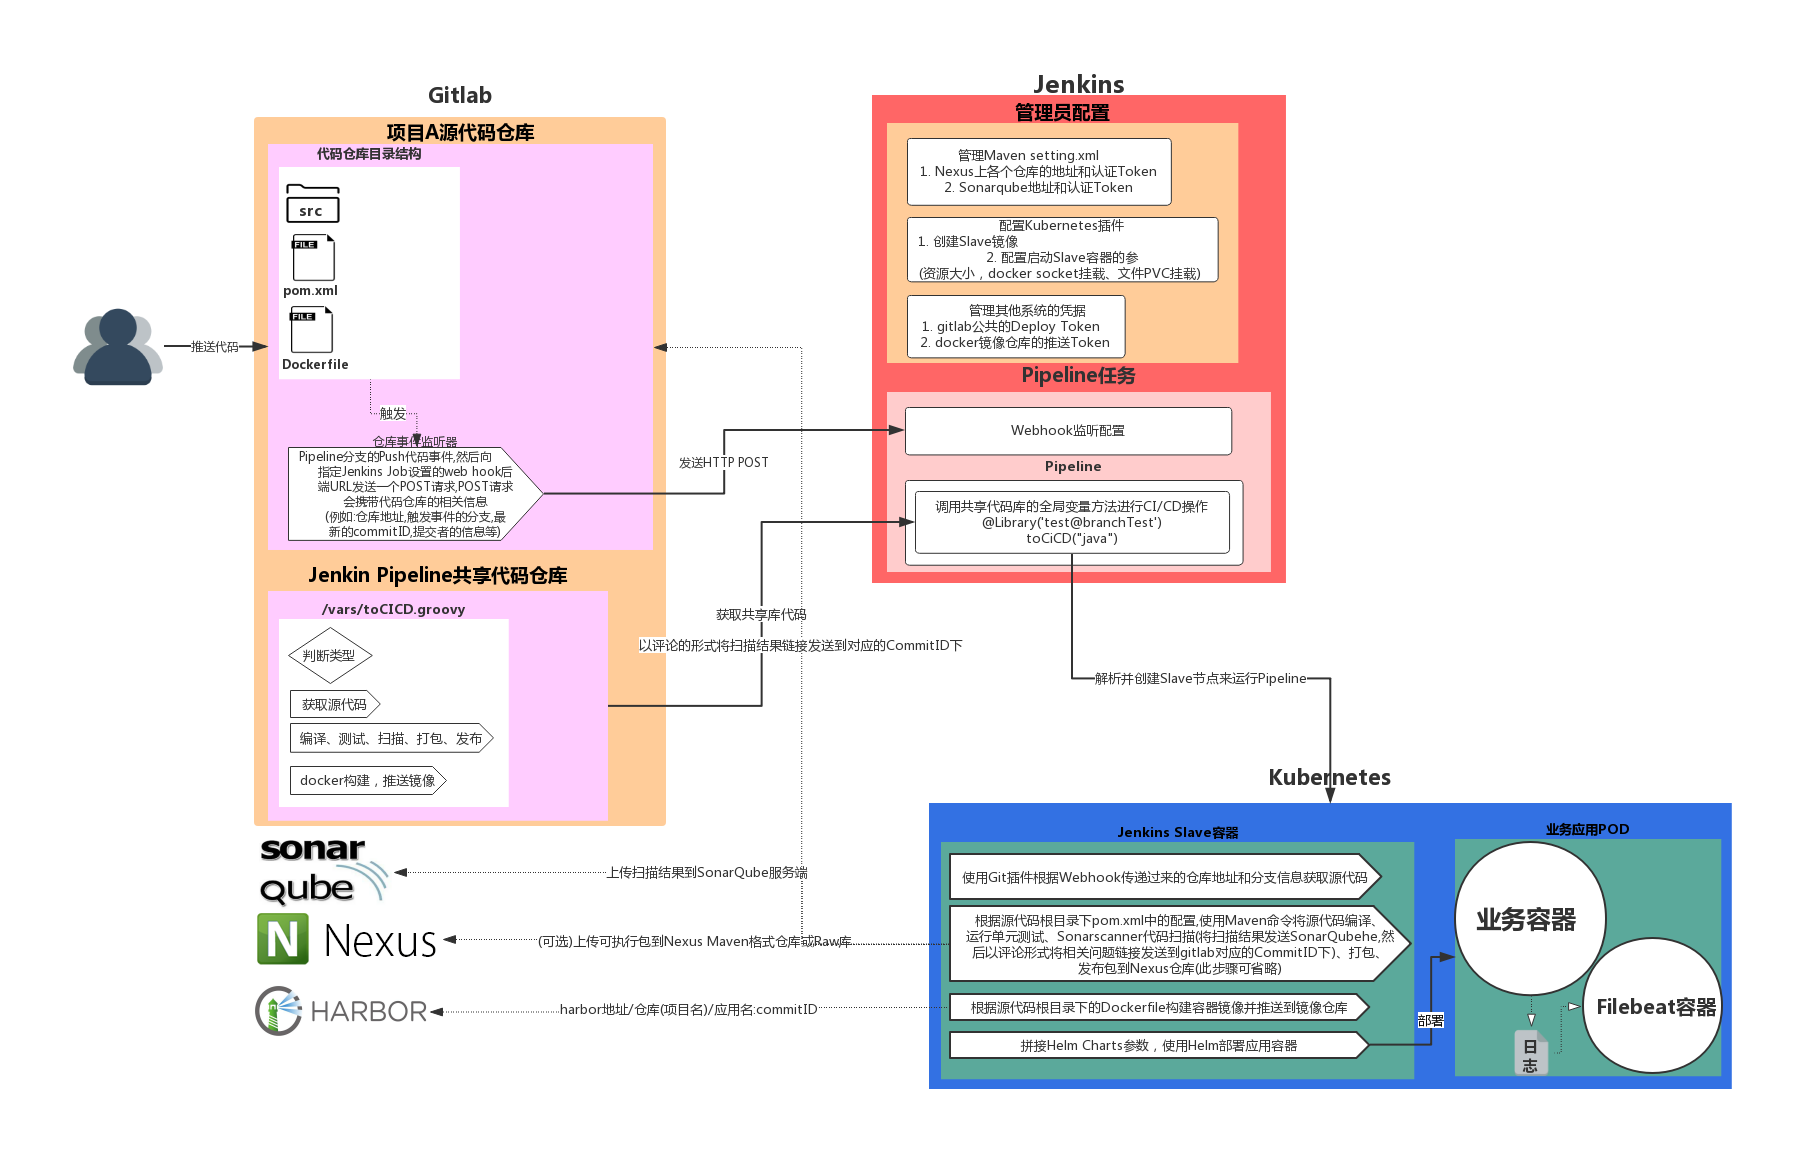 Gitlab
项目A源代码仓库
代码仓库目录结构
src
FILE
pom.xml
FILE
Dockerfile
推送代码
触发
仓库事件监听器
Pipeline分支的Push代码事件,然后向
指定Jenkins Job设置的web hook后
端URL发送一个POST请求,POST请求
会携带代码仓库的相关信息
(例如:仓库地址,触发事件的分支,最
新的commitID,提交者的信息等)
Jenkin Pipeline共享代码仓库
/vars/toCICD.groovy
判断类型
获取源代码
编译、测试、扫描、打包、发布
docker构建，推送镜像
发送HTTP POST
获取共享库代码
以评论的形式将扫描结果链接发送到对应的CommitID下
Jenkins
管理员配置
管理Maven setting.xml
1. Nexus上各个仓库的地址和认证Token
2. Sonarqube地址和认证Token
配置Kubernetes插件
1. 创建Slave镜像
2. 配置启动Slave容器的参
(资源大小，docker socket挂载、文件PVC挂载)
管理其他系统的凭据
1. gitlab公共的Deploy Token
2. docker镜像仓库的推送Token
Pipeline任务
Webhook监听配置
Pipeline
调用共享代码库的全局变量方法进行CI/CD操作
@Library('test@branchTest')
toCiCD("java")
解析并创建Slave节点来运行Pipeline
Kubernetes
Jenkins Slave容器
使用Git插件根据Webhook传递过来的仓库地址和分支信息获取源代码
根据源代码根目录下pom.xml中的配置,使用Maven命令将源代码编译、
运行单元测试、Sonarscanner代码扫描(将扫描结果发送SonarQubehe,然
后以评论形式将相关问题链接发送到gitlab对应的CommitID下)、打包、
发布包到Nexus仓库(此步骤可省略)
根据源代码根目录下的Dockerfile构建容器镜像并推送到镜像仓库
拼接Helm Charts参数，使用Helm部署应用容器
部署
业务应用POD
业务容器
Filebeat容器
日
志
sonar
qube
上传扫描结果到SonarQube服务端
N Nexus
(可选)上传可执行包到Nexus Maven格式仓库或Raw库
HARBOR
harbor地址/仓库(项目名)/应用名:commitID